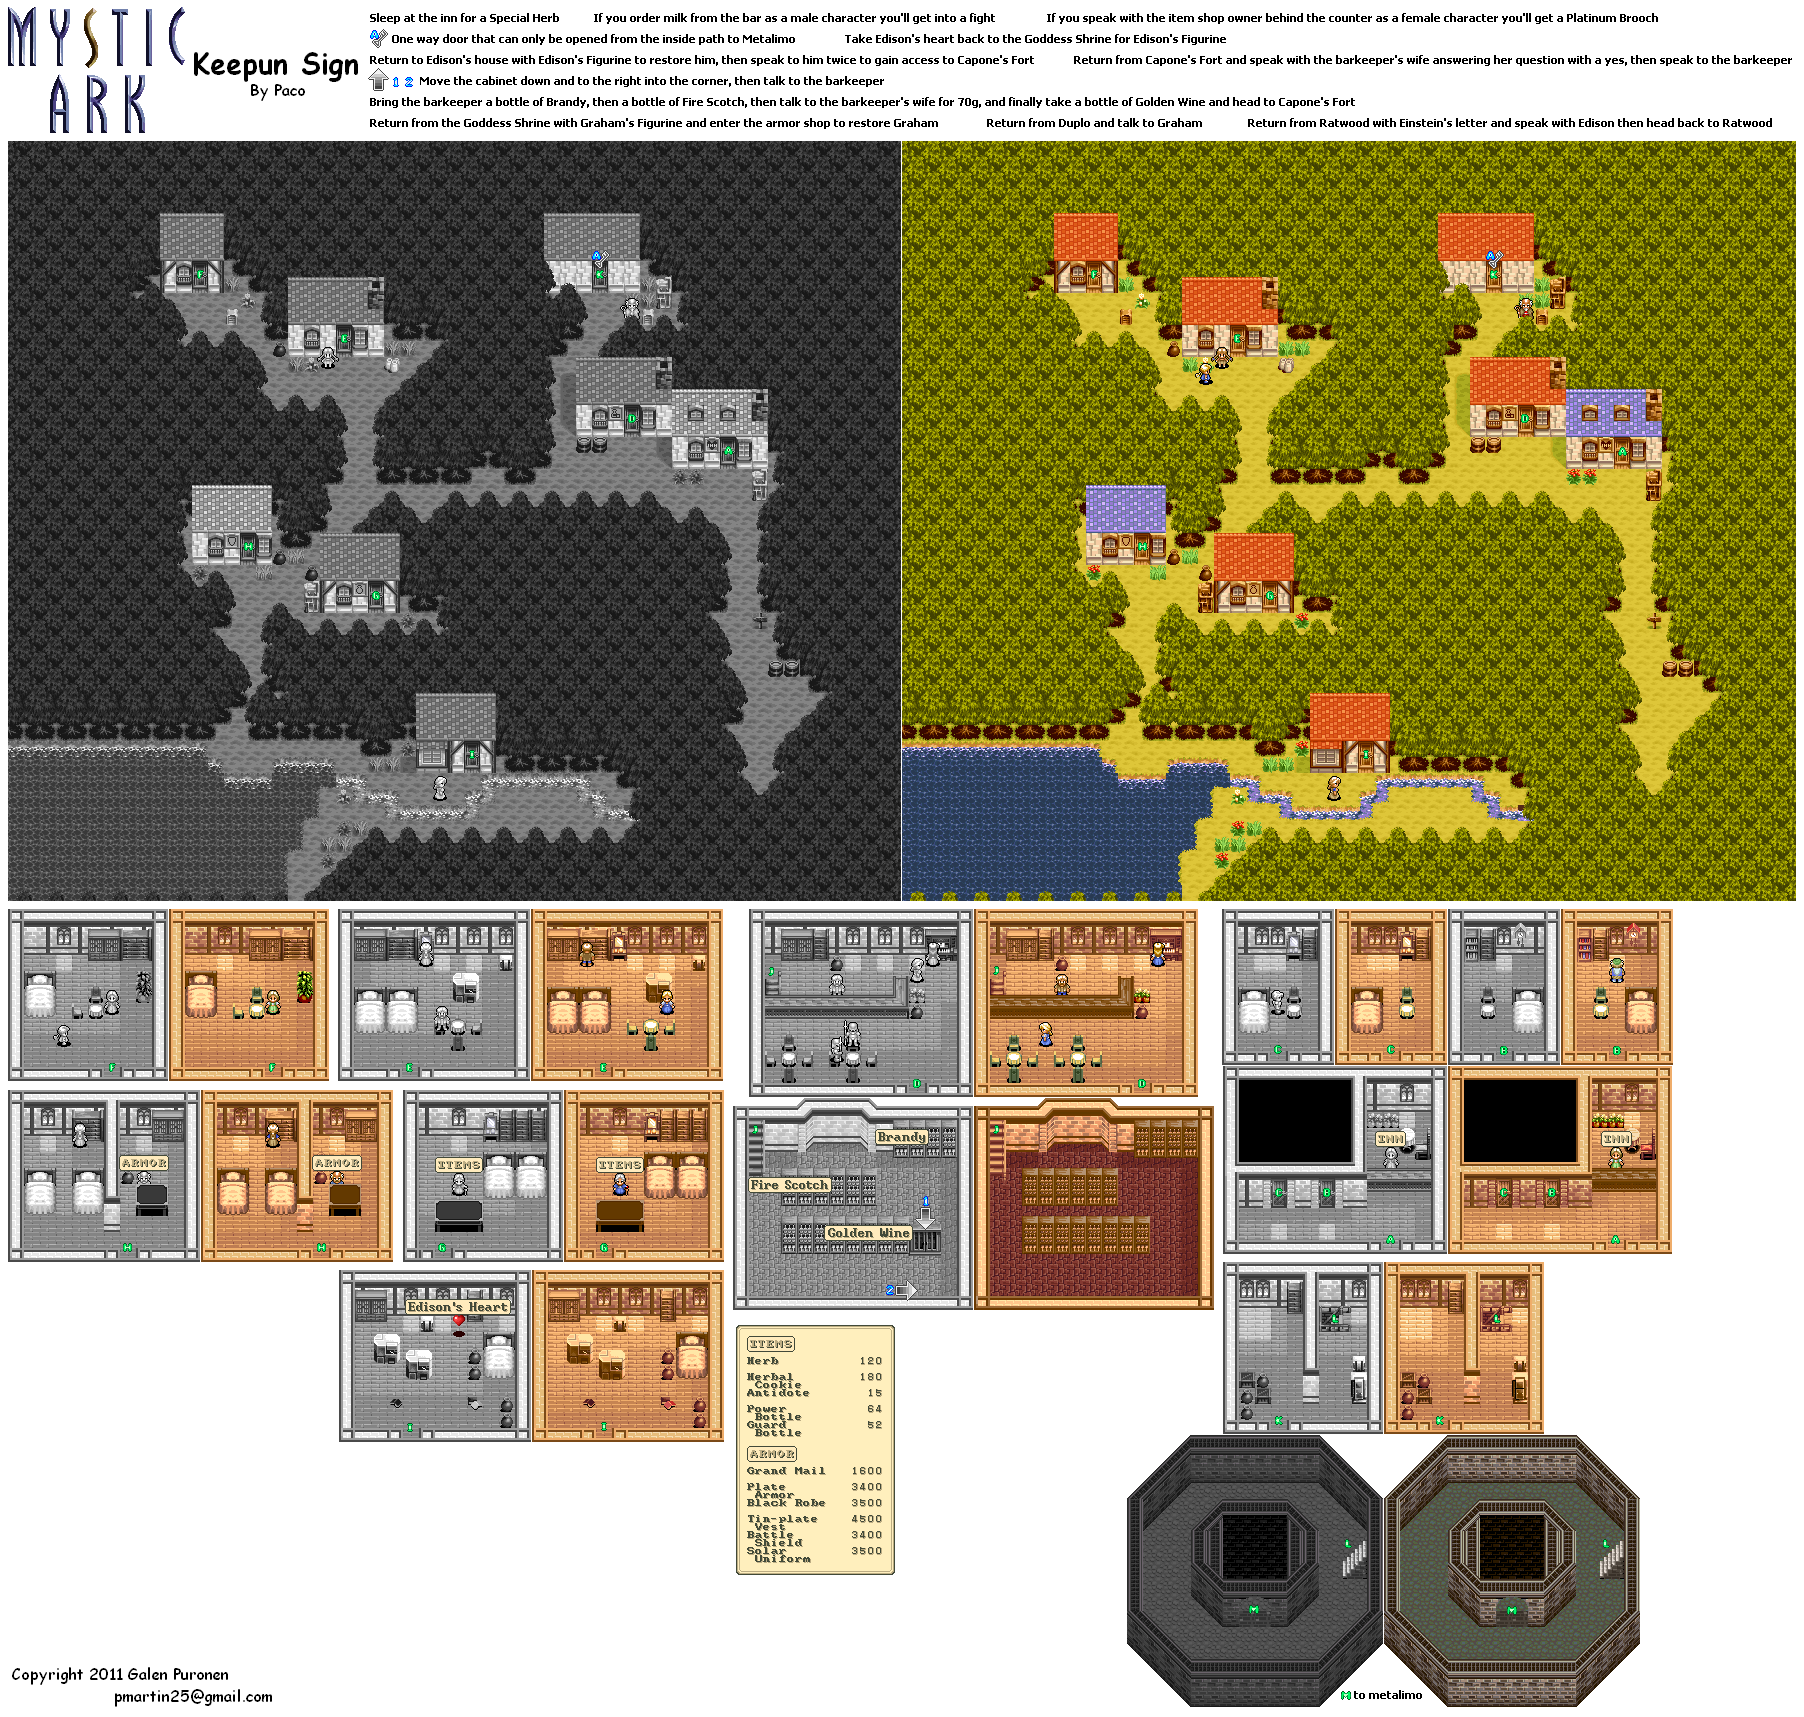 MYSTIC
ARK
Keepun Sign
By Paco
Sleep at the inn for a Special Herb
If you order milk from the bar as a male character you'll get into a fight
If you speak with the item shop owner behind the counter as a female character you'll get a Platinum Brooch
A One way door that can only be opened from the inside path to Metalimo
Take Edison's heart back to the Goddess Shrine for Edison's Figurine
Return to Edison's house with Edison's Figurine to restore him, then speak to him twice to gain access to Capone's Fort
Return from Capone's Fort and speak with the barkeeper's wife answering her question with a yes, then speak to the barkeeper
1 2 Move the cabinet down and to the right into the corner, then talk to the barkeeper
Bring the barkeeper a bottle of Brandy, then a bottle of Fire Scotch, then talk to the barkeeper's wife for 70g, and finally take a bottle of Golden Wine and head to Capone's Fort
Return from the Goddess Shrine with Graham's Figurine and enter the armor shop to restore Graham
Return from Duplo and talk to Graham
Return from Ratwood with Einstein's letter and speak with Edison then head back to Ratwood
A
A
F
K
F
K
E
E
D
D
A
A
H
H
G
G
I
I
J
J
F
F
E
E
D
D
C
C
B
B
ARMOR
ARMOR
H
H
ITEMS
ITEMS
G
G
J
J
Brandy
Fire Scotch
1
Golden Wine
2
INN
INN
C
B
C
B
A
A
Edison's Heart
I
I
L
L
K
K
ITEMS
Herb 120
Herbal Cookie 180
Antidote 15
Power Bottle 64
Guard Bottle 52
ARMOR
Grand Mail 1600
Plate Armor 3400
Black Robe 3500
Tin-plate Vest 4500
Battle Shield 3400
Solar Uniform 3500
L
L
M
M
M to metalimo
Copyright 2011 Galen Puronen
pmartin25@gmail.com